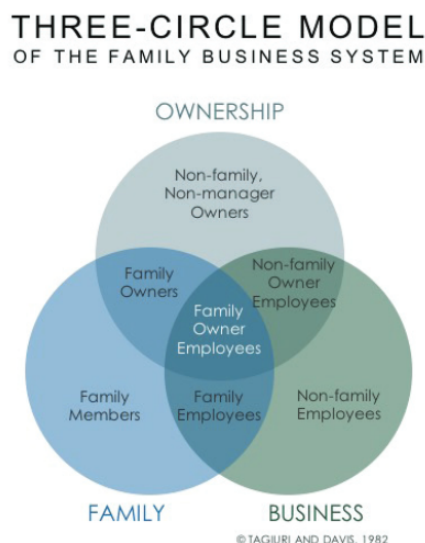 THREE-CIRCLE MODEL
OF THE FAMILY BUSINESS SYSTEM
OWNERSHIP
Non-family,
Non-manager
Owners
Family
Owners
Non-family
Owner
Employees
Family
Owner
Employees
Family
Members
Family
Employees
Non-family
Employees
FAMILY
BUSINESS
© TAGIURI AND DAVIS, 1982